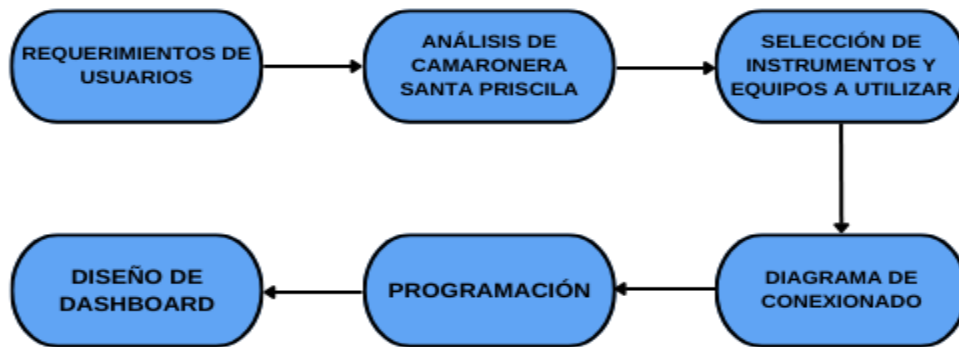 REQUERIMIENTOS DE
USUARIOS
ANÁLISIS DE
CAMARONERA
SANTA PRISCILA
SELECCIÓN DE
INSTRUMENTOS Y
EQUIPOS A UTILIZAR
DIAGRAMA DE
CONEXIONADO
PROGRAMACIÓN
DISEÑO DE
DASHBOARD